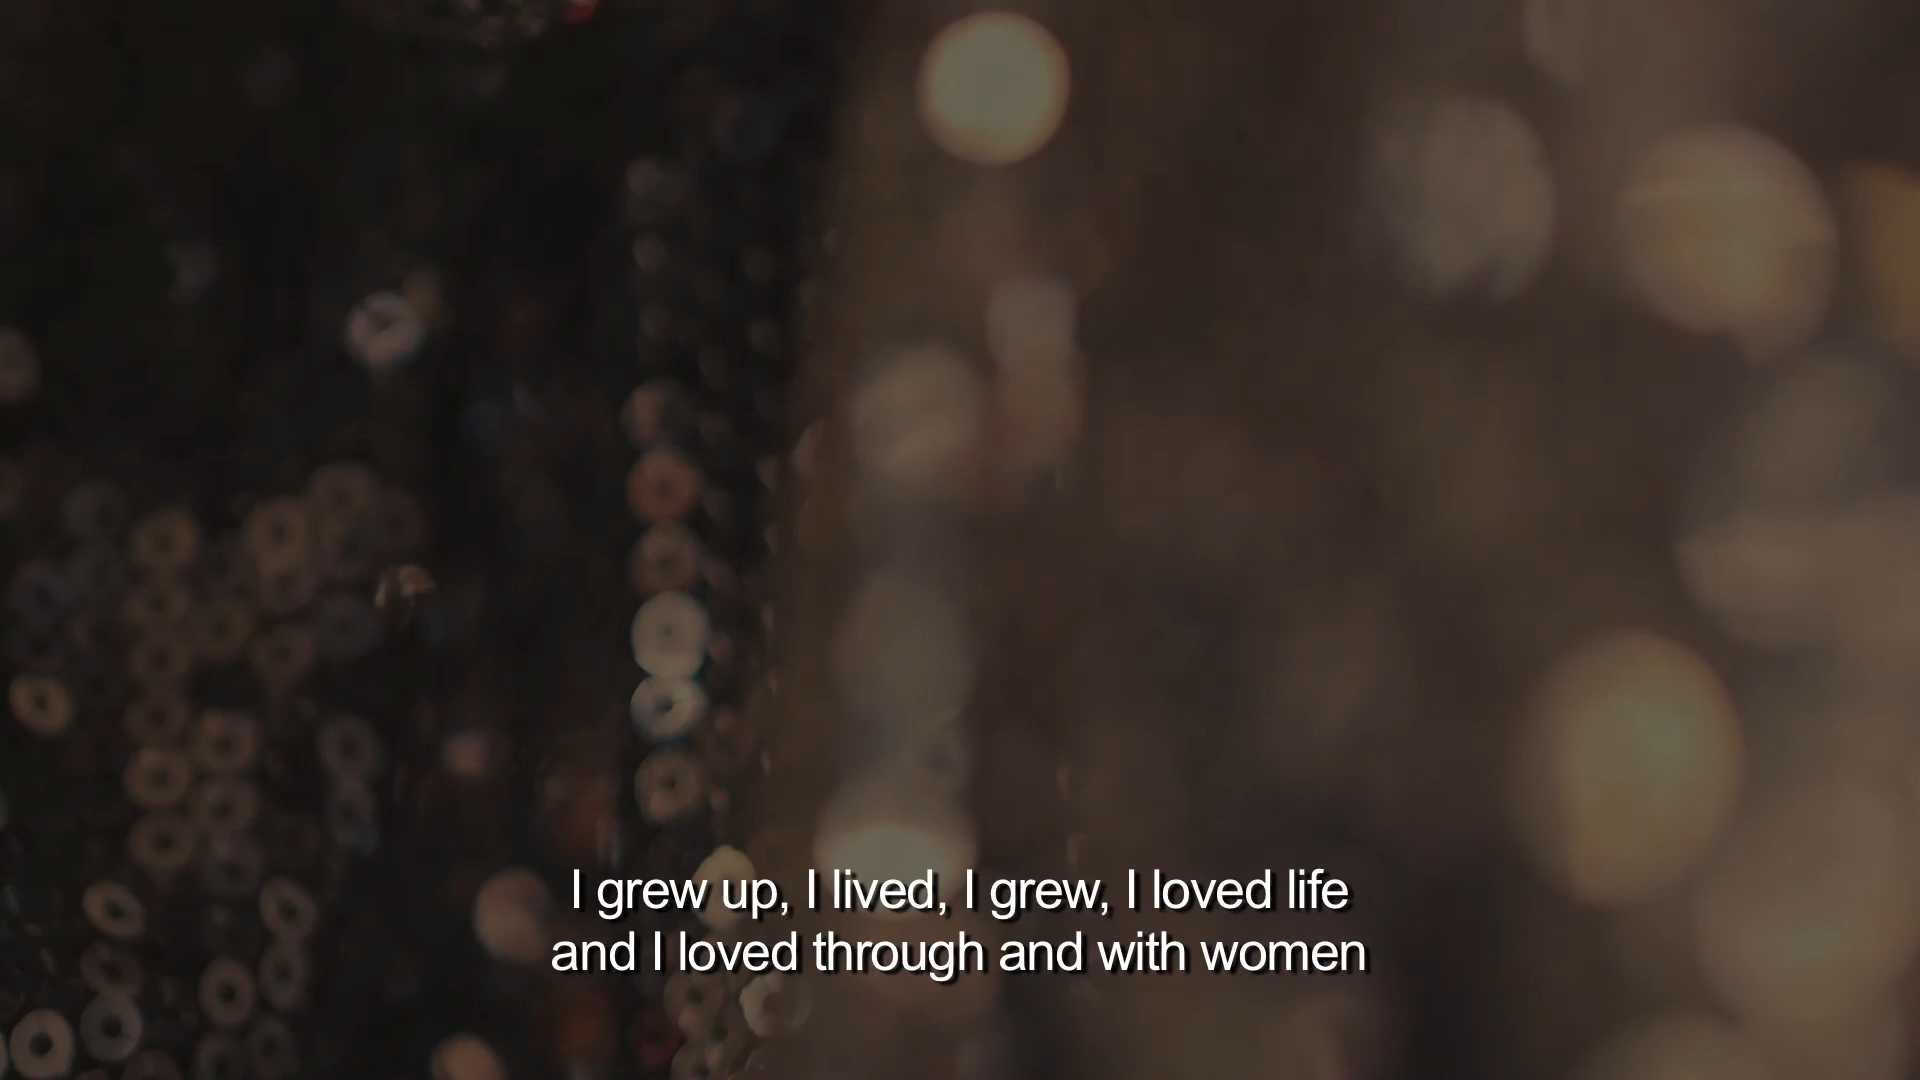 I grew up, I lived, I grew, I loved life
and I loved through and with women